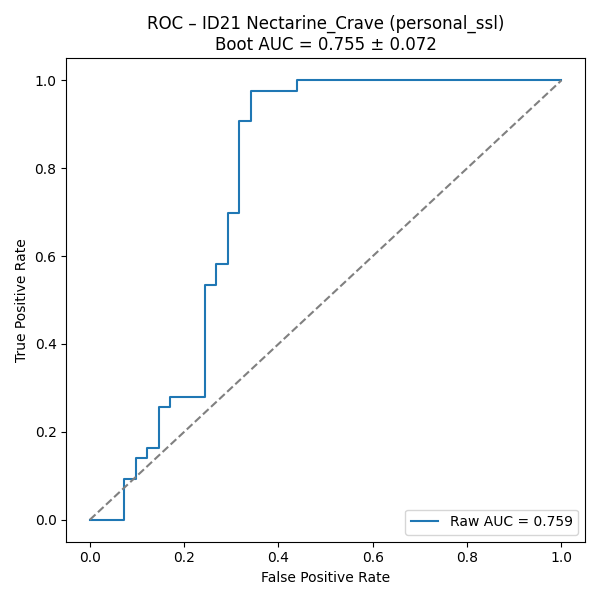 ROC – ID21 Nectarine_Crave (personal_ssl)
Boot AUC = 0.755 ± 0.072
1.0
0.8
0.6
0.4
0.2
0.0
True Positive Rate
Raw AUC = 0.759
0.0 0.2 0.4 0.6 0.8 1.0
False Positive Rate